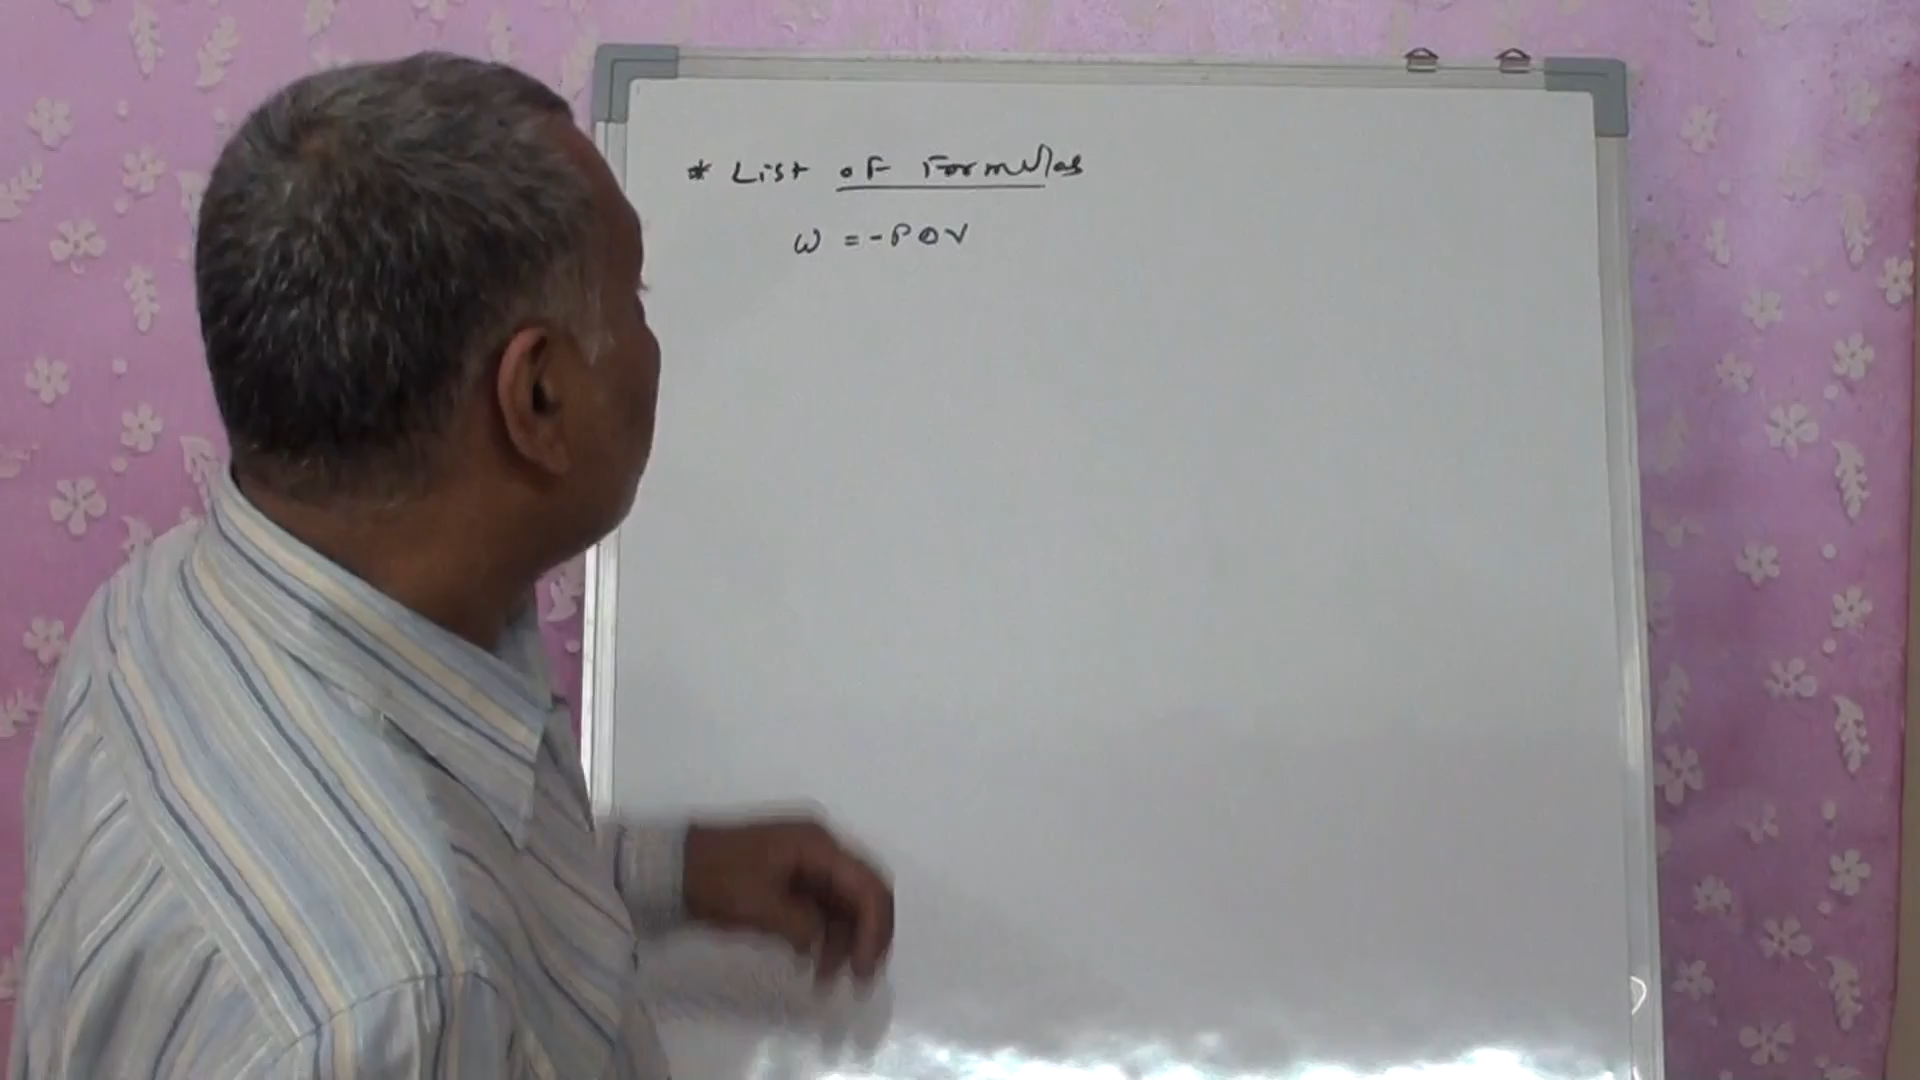 * List of Formulas
W = -PΔV